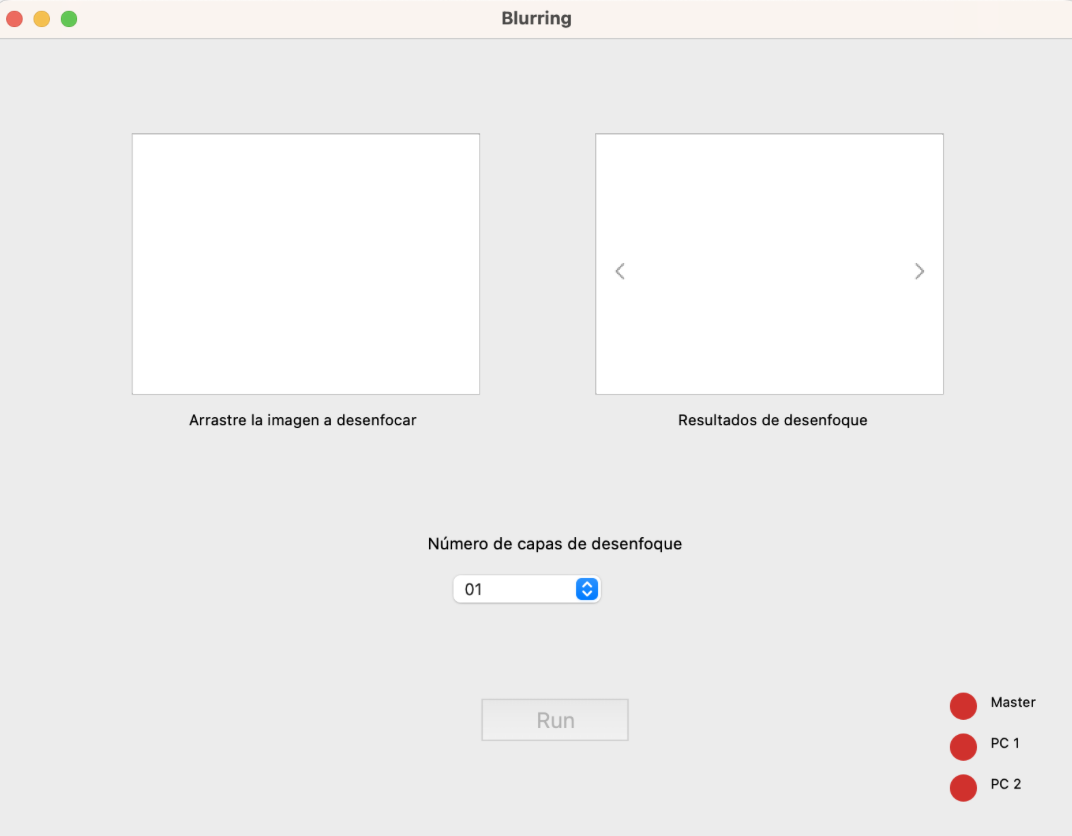 Blurring
Arrastre la imagen a desenfocar
Resultados de desenfoque
Número de capas de desenfoque
01
Run
Master
PC 1
PC 2